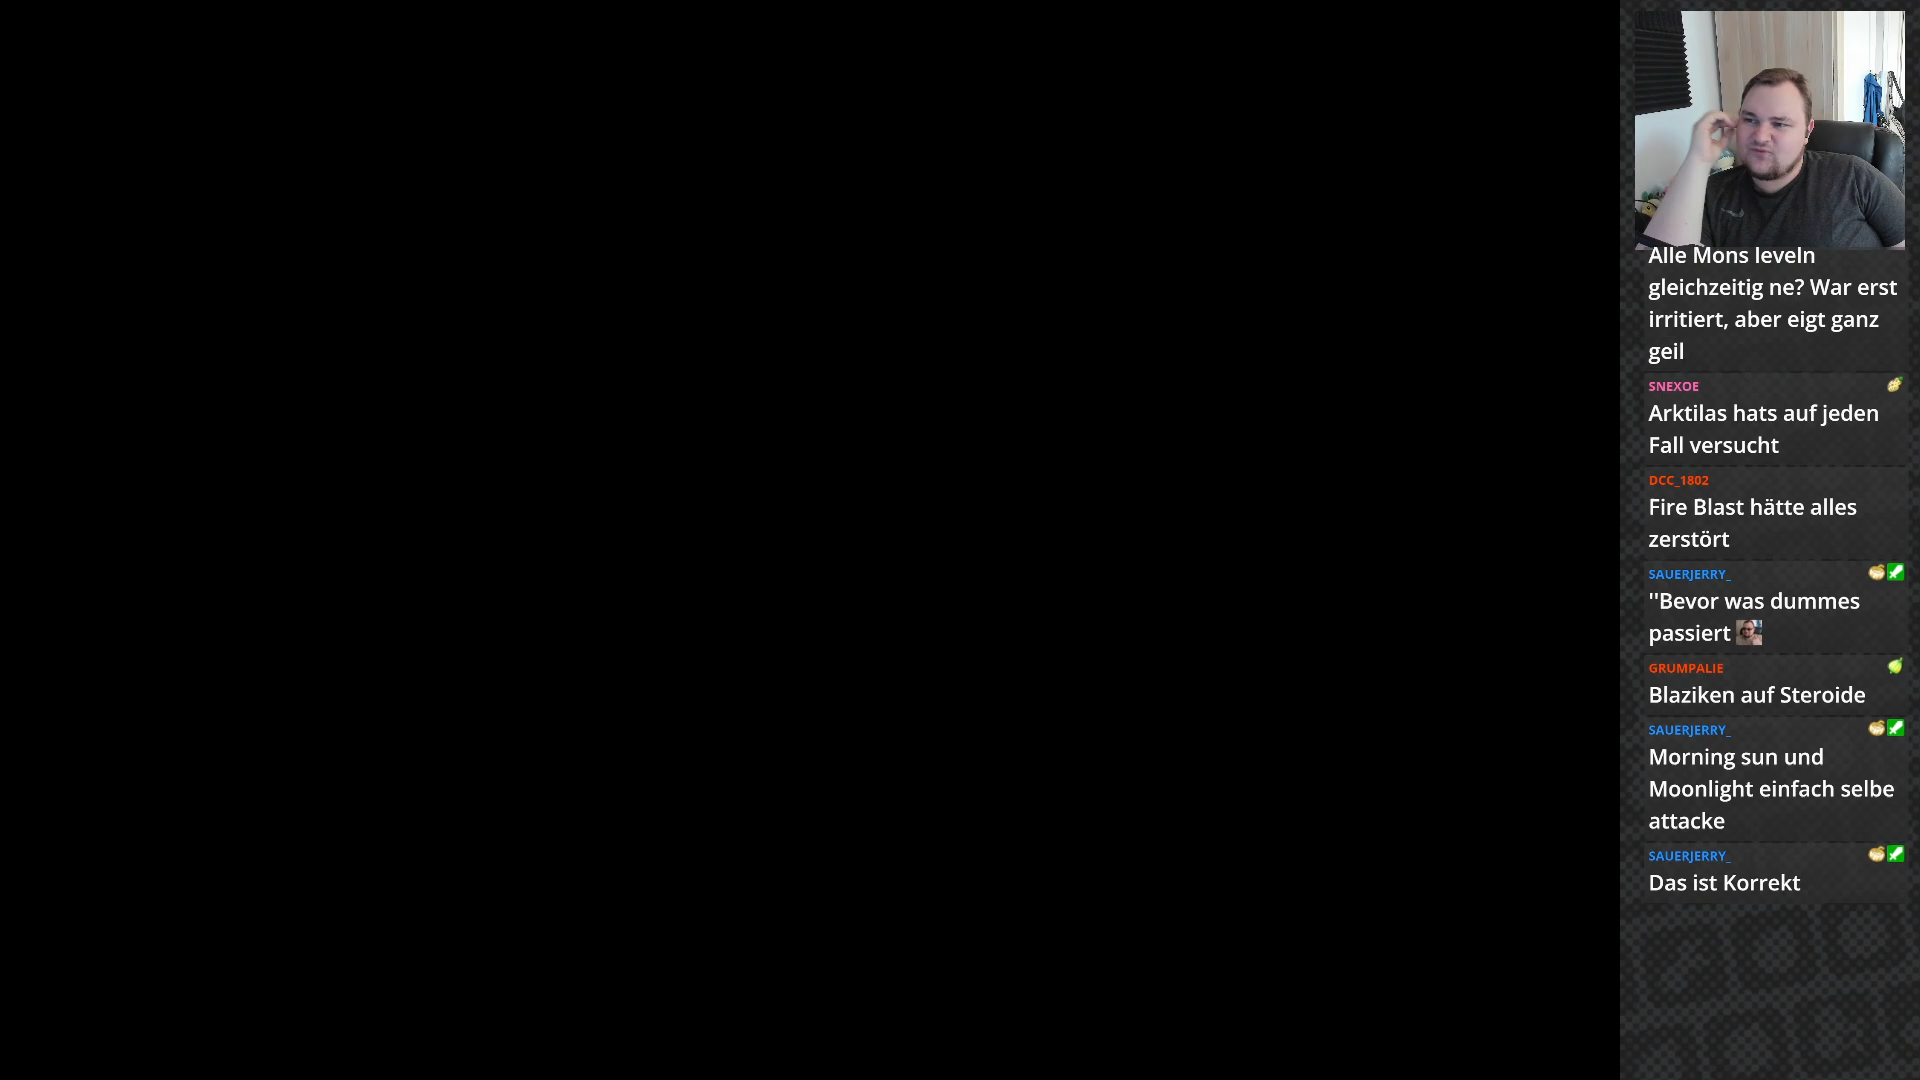 Alle Mons leveln
gleichzeitig ne? War erst
irritiert, aber eigt ganz
geil
SNEXOE
Arktilas hats auf jeden
Fall versucht
DCC_1802
Fire Blast hätte alles
zerstört
SAUERJERRY_
"Bevor was dummes
passiert
GRUMPALIE
Blaziken auf Steroide
SAUERJERRY_
Morning sun und
Moonlight einfach selbe
attacke
SAUERJERRY_
Das ist Korrekt